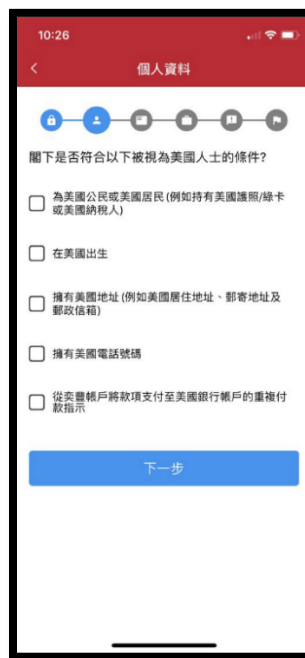 10:26
個人資料
閣下是否符合以下被視為美國人士的條件?
為美國公民或美國居民(例如持有美國護照/綠卡
或美國納稅人)
在美國出生
擁有美國地址(例如美國居住地址、郵寄地址及
郵政信箱)
擁有美國電話號碼
從奕豐帳戶將款項支付至美國銀行帳戶的重複付
款指示
下一步